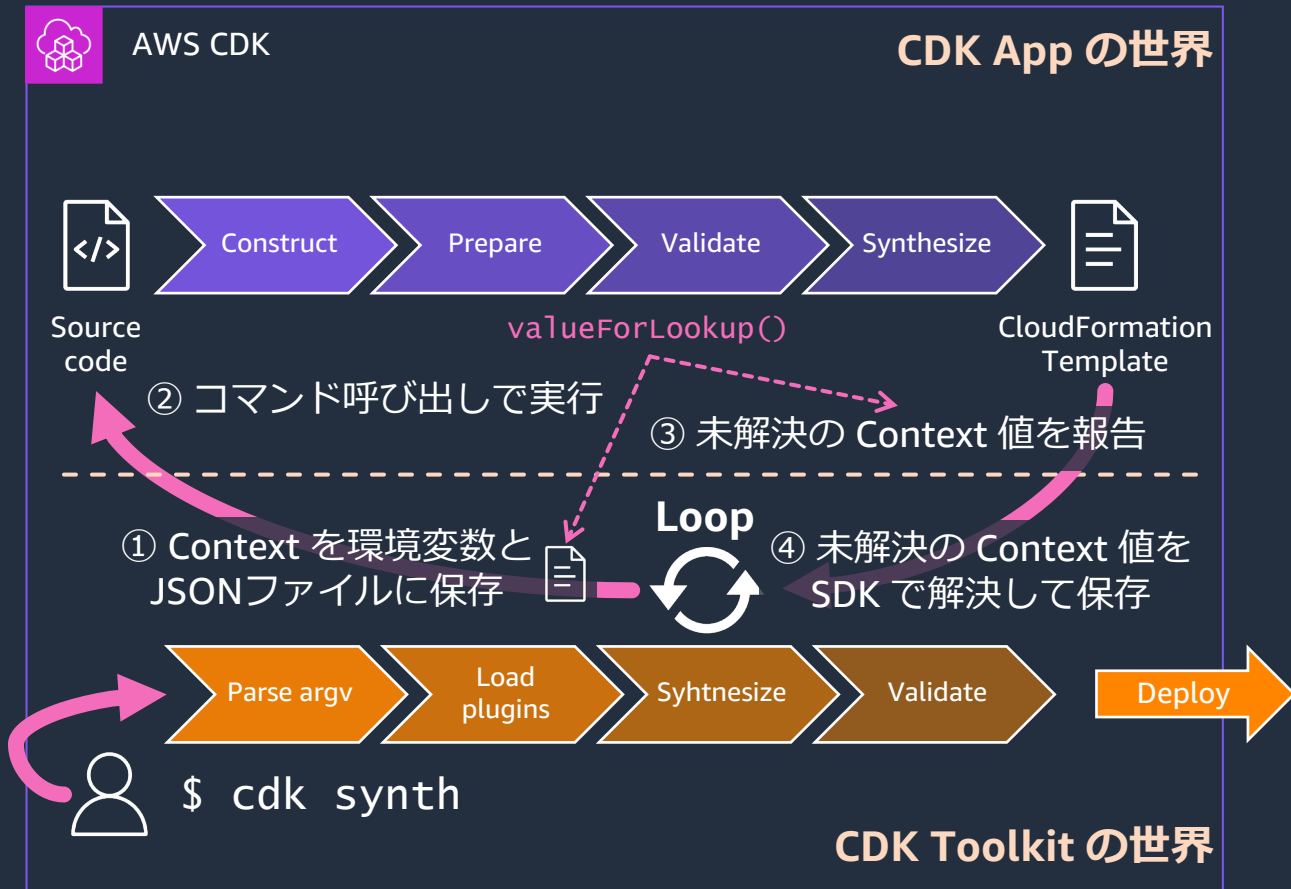 AWS CDK
CDK App の世界
</>
Construct
Prepare
Validate
Synthesize
Source
code
valueForLookup()
CloudFormation
Template
② コマンド呼び出しで実行
③ 未解決の Context 値を報告
① Context を環境変数と
JSONファイルに保存
Loop
④ 未解決の Context 値を
SDK で解決して保存
Parse argv
Load
plugins
Syhtnesize
Validate
Deploy
$ cdk synth
CDK Toolkit の世界